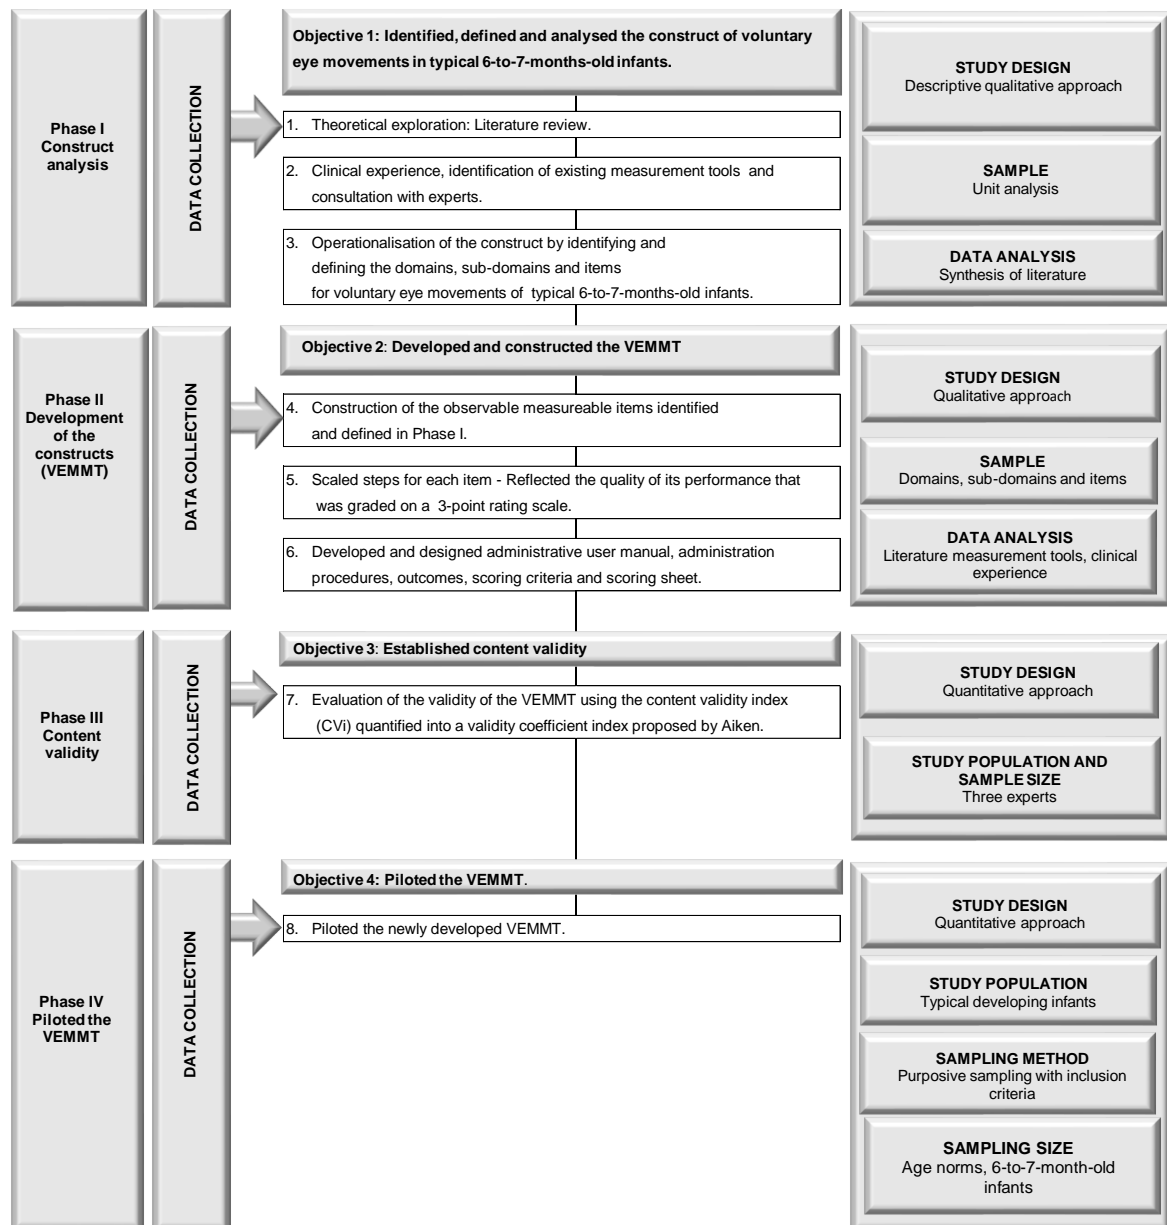 Phase I
Construct
analysis
DATA COLLECTION
Objective 1: Identified, defined and analysed the construct of voluntary
eye movements in typical 6-to-7-months-old infants.
1. Theoretical exploration: Literature review.
2. Clinical experience, identification of existing measurement tools and
consultation with experts.
3. Operationalisation of the construct by identifying and
defining the domains, sub-domains and items
for voluntary eye movements of typical 6-to-7-months-old infants.
STUDY DESIGN
Descriptive qualitative approach
SAMPLE
Unit analysis
DATA ANALYSIS
Synthesis of literature
Phase II
Development
of the
constructs
(VEMMT)
DATA COLLECTION
Objective 2: Developed and constructed the VEMMT
4. Construction of the observable measureable items identified
and defined in Phase I.
5. Scaled steps for each item - Reflected the quality of its performance that
was graded on a 3-point rating scale.
6. Developed and designed administrative user manual, administration
procedures, outcomes, scoring criteria and scoring sheet.
STUDY DESIGN
Qualitative approach
SAMPLE
Domains, sub-domains and items
DATA ANALYSIS
Literature measurement tools, clinical
experience
Phase III
Content
validity
DATA COLLECTION
Objective 3: Established content validity
7. Evaluation of the validity of the VEMMT using the content validity index
(CVi) quantified into a validity coefficient index proposed by Aiken.
STUDY DESIGN
Quantitative approach
STUDY POPULATION AND
SAMPLE SIZE
Three experts
Phase IV
Piloted the
VEMMT
DATA COLLECTION
Objective 4: Piloted the VEMMT.
8. Piloted the newly developed VEMMT.
STUDY DESIGN
Quantitative approach
STUDY POPULATION
Typical developing infants
SAMPLING METHOD
Purposive sampling with inclusion
criteria
SAMPLING SIZE
Age norms, 6-to-7-month-old
infants